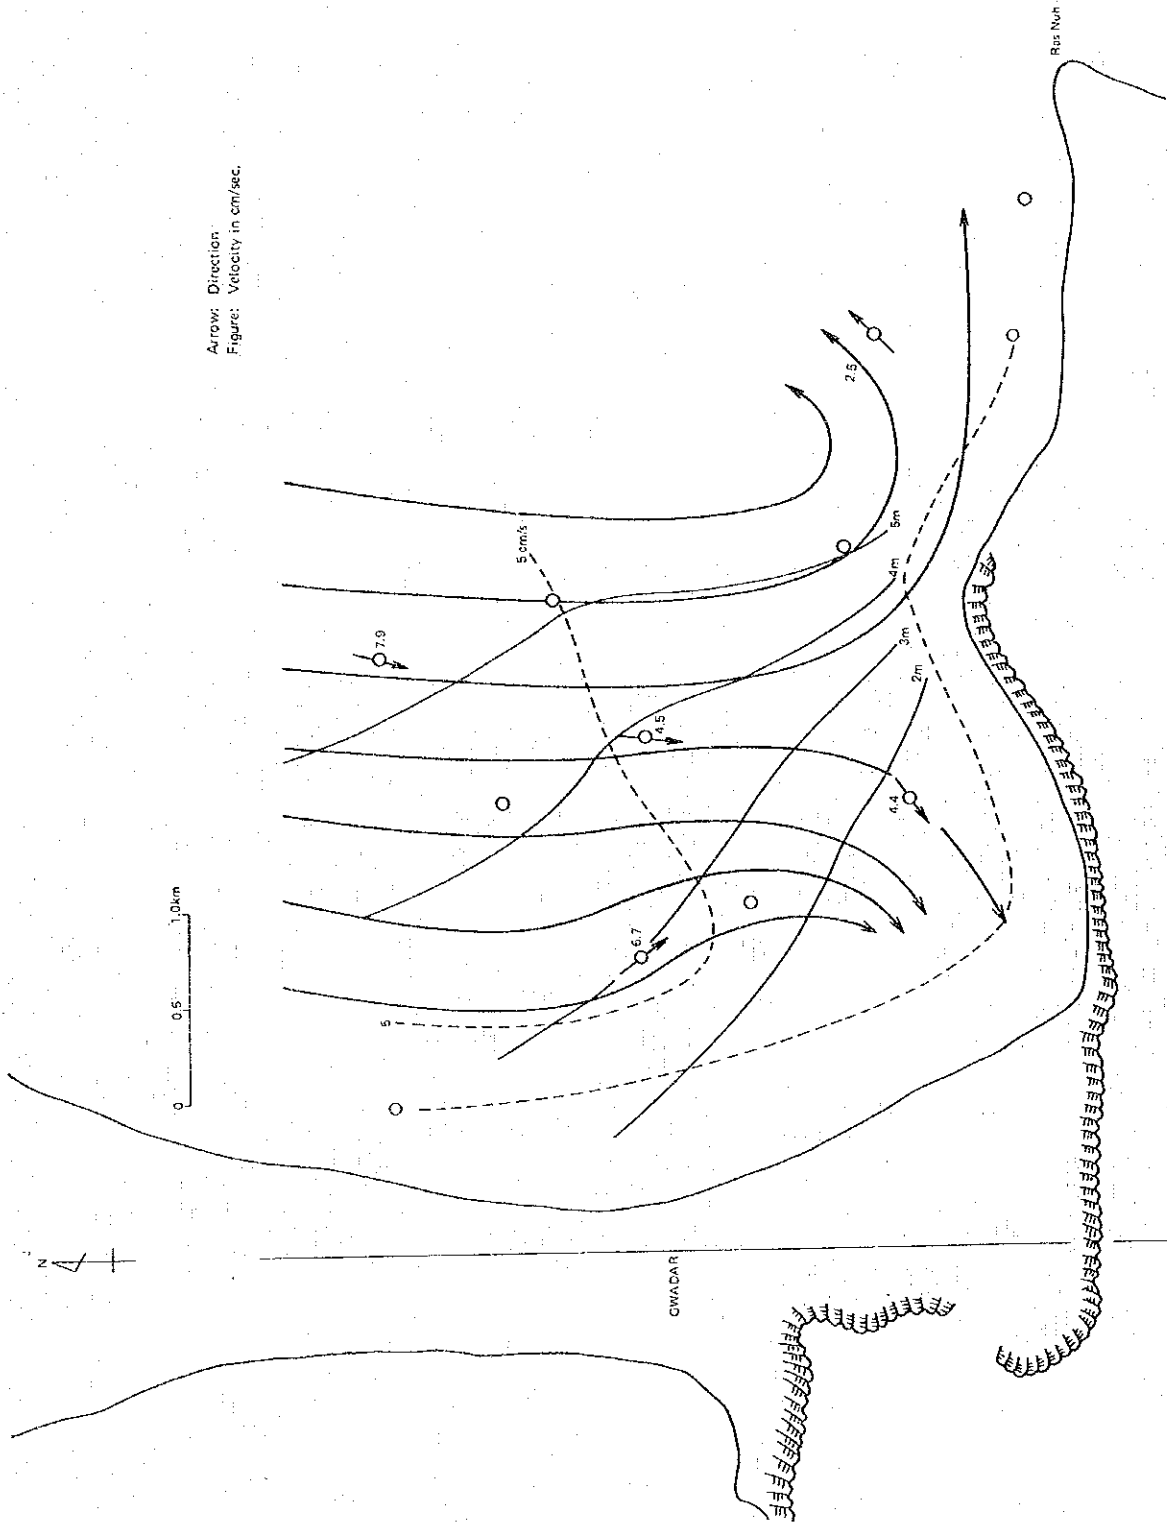 Ras Nuh
Arrow: Direction
Figure: Velocity in cm/sec.
5 cm/s
7.9
2.5
5m
4m
3m
2m
4.5
4.4
6.7
5
0
0.5
1.0km
N
GWADAR